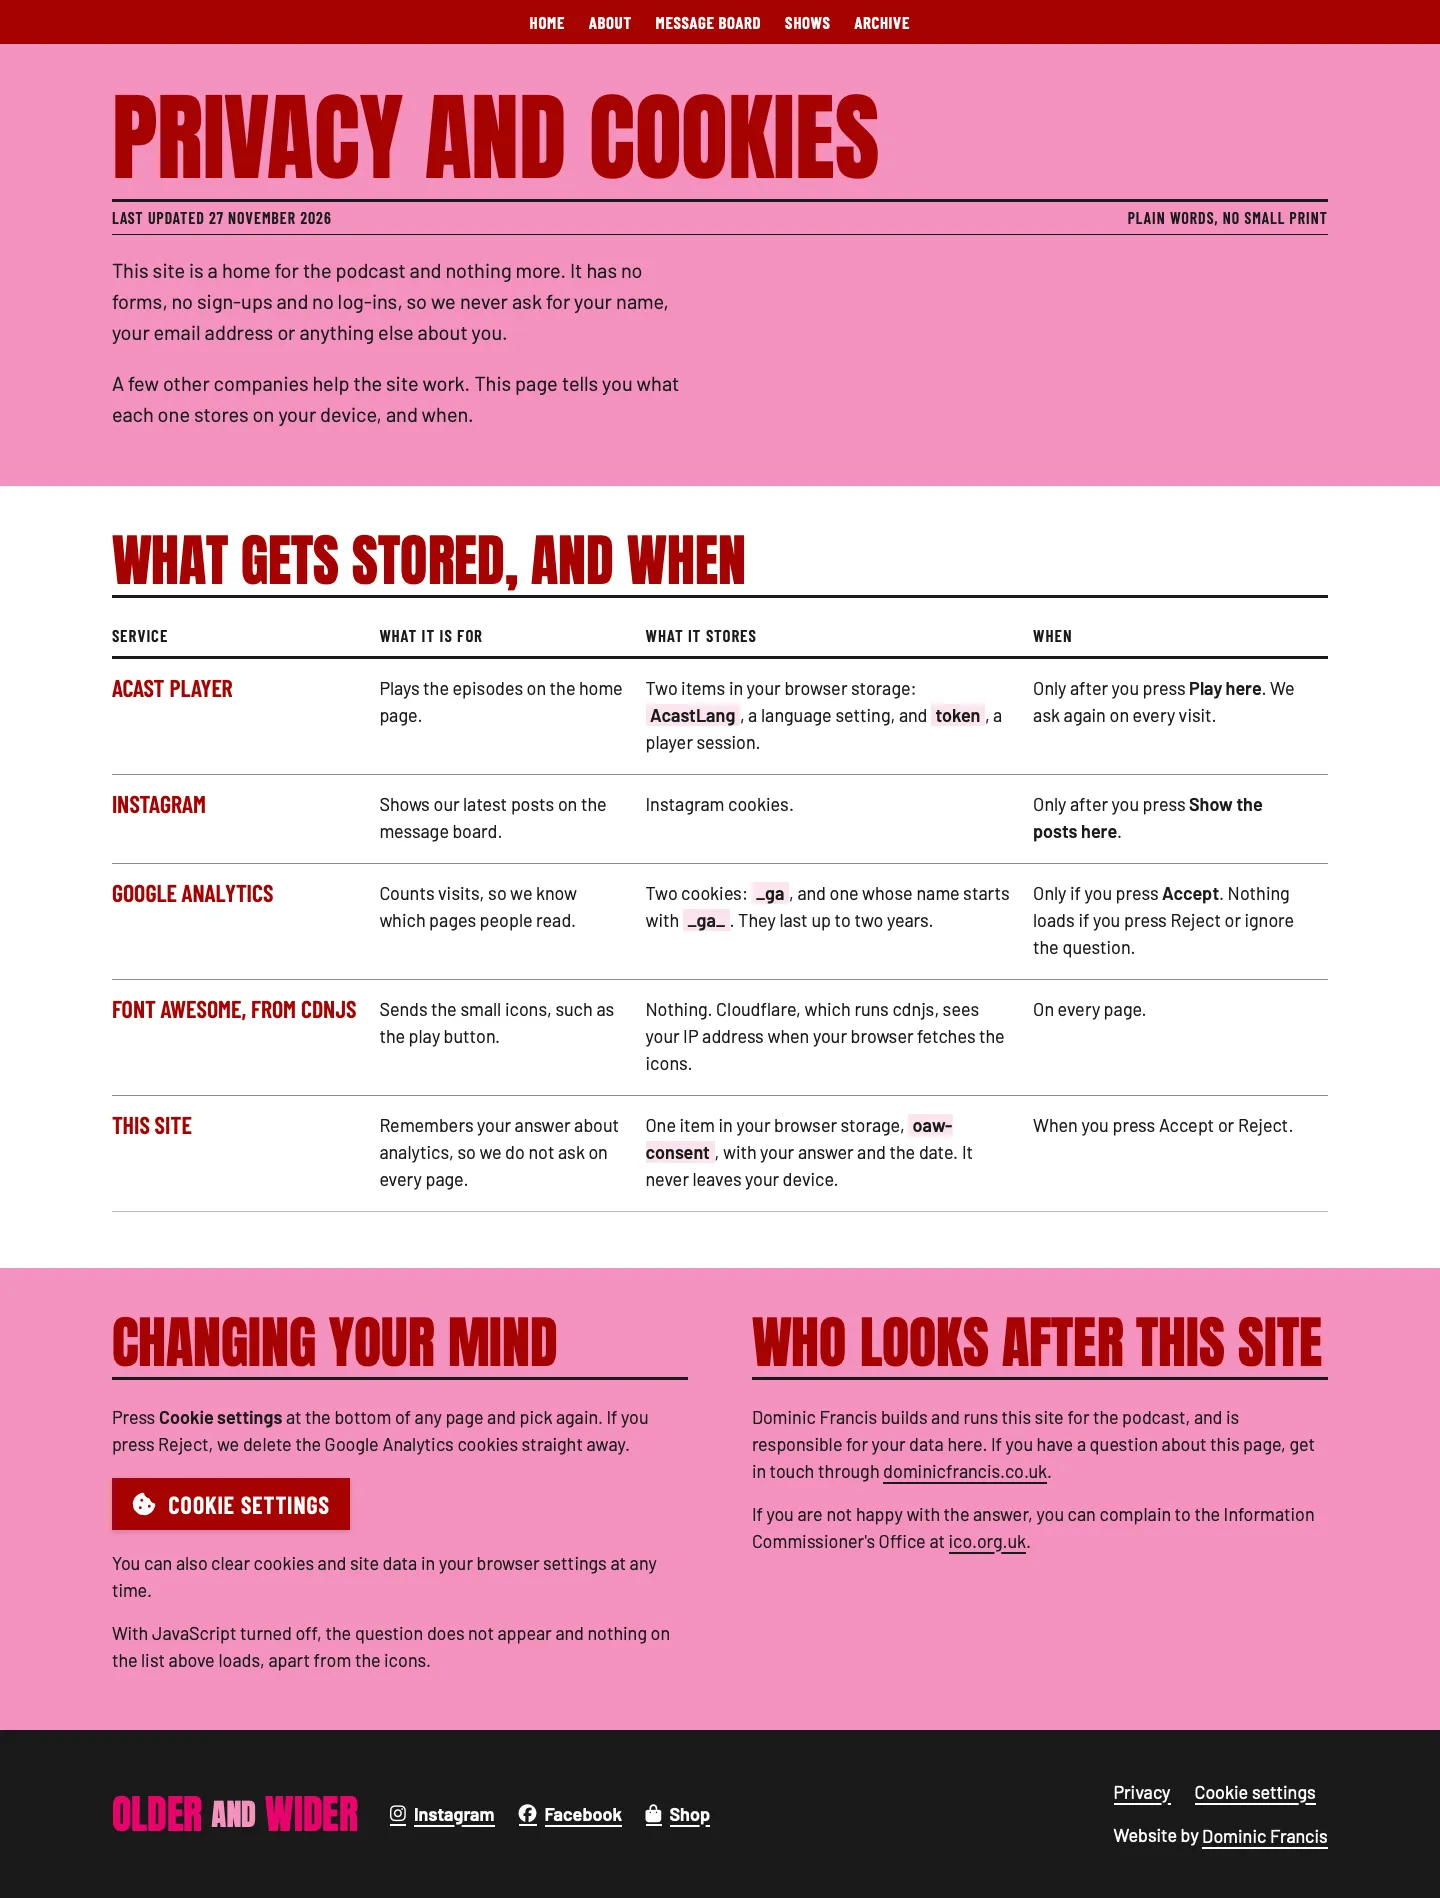 HOME ABOUT MESSAGE BOARD SHOWS ARCHIVE
PRIVACY AND COOKIES
LAST UPDATED 27 NOVEMBER 2026
PLAIN WORDS, NO SMALL PRINT
This site is a home for the podcast and nothing more. It has no
forms, no sign-ups and no log-ins, so we never ask for your name,
your email address or anything else about you.
A few other companies help the site work. This page tells you what
each one stores on your device, and when.
WHAT GETS STORED, AND WHEN
SERVICE
WHAT IT IS FOR
WHAT IT STORES
WHEN
ACAST PLAYER
Plays the episodes on the home
page.
Two items in your browser storage:
AcastLang, a language setting, and token, a
player session.
Only after you press Play here. We
ask again on every visit.
INSTAGRAM
Shows our latest posts on the
message board.
Instagram cookies.
Only after you press Show the
posts here.
GOOGLE ANALYTICS
Counts visits, so we know
which pages people read.
Two cookies: _ga, and one whose name starts
with _ga_. They last up to two years.
Only if you press Accept. Nothing
loads if you press Reject or ignore
the question.
FONT AWESOME, FROM CDNJS
Sends the small icons, such as
the play button.
Nothing. Cloudflare, which runs cdnjs, sees
your IP address when your browser fetches the
icons.
On every page.
THIS SITE
Remembers your answer about
analytics, so we do not ask on
every page.
One item in your browser storage, oaw-
consent, with your answer and the date. It
never leaves your device.
When you press Accept or Reject.
CHANGING YOUR MIND
Press Cookie settings at the bottom of any page and pick again. If you
press Reject, we delete the Google Analytics cookies straight away.
COOKIE SETTINGS
You can also clear cookies and site data in your browser settings at any
time.
With JavaScript turned off, the question does not appear and nothing on
the list above loads, apart from the icons.
WHO LOOKS AFTER THIS SITE
Dominic Francis builds and runs this site for the podcast, and is
responsible for your data here. If you have a question about this page, get
in touch through dominicfrancis.co.uk.
If you are not happy with the answer, you can complain to the Information
Commissioner's Office at ico.org.uk.
OLDER AND WIDER
Instagram Facebook Shop
Privacy Cookie settings
Website by Dominic Francis